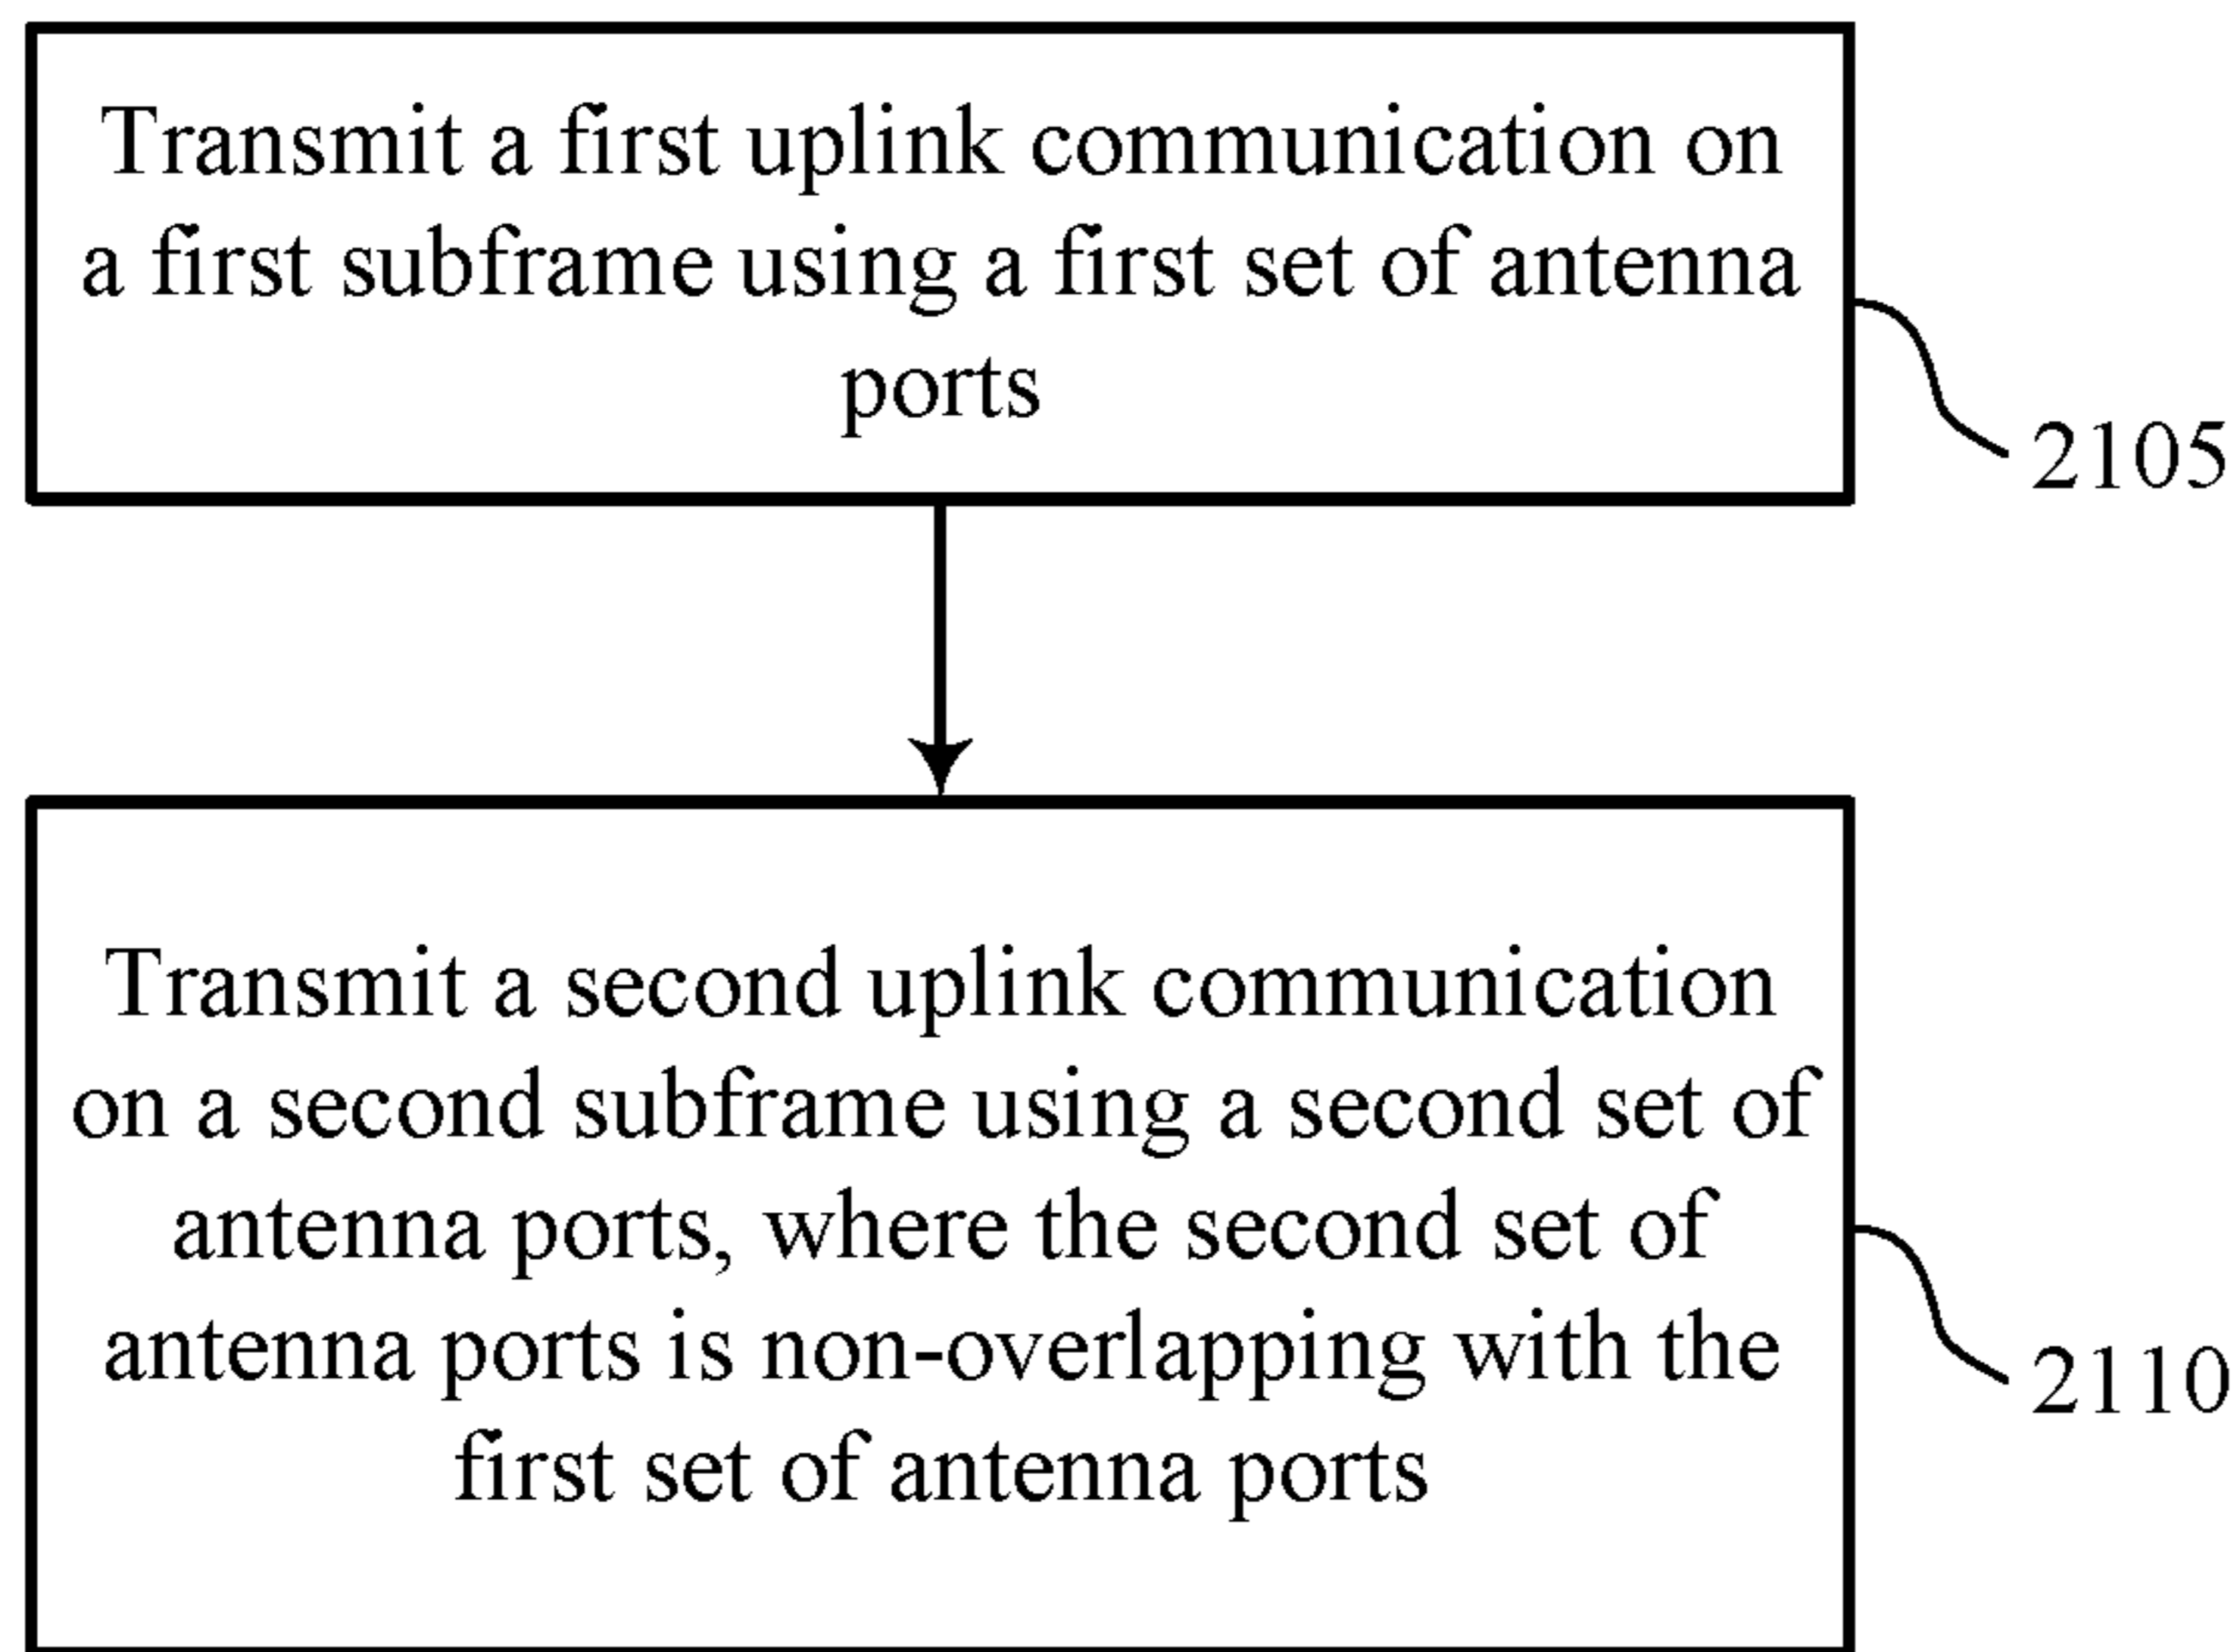 Transmit a first uplink communication on
a first subframe using a first set of antenna
ports
2105
Transmit a second uplink communication
on a second subframe using a second set of
antenna ports, where the second set of
antenna ports is non-overlapping with the
first set of antenna ports
2110